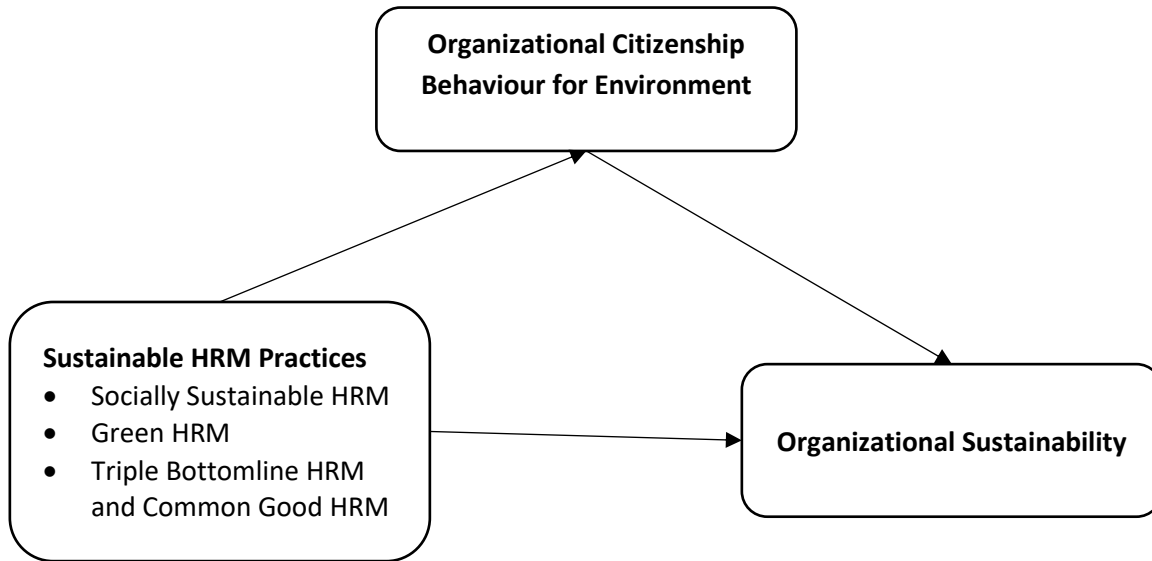 Organizational Citizenship
Behaviour for Environment
Sustainable HRM Practices
• Socially Sustainable HRM
• Green HRM
• Triple Bottomline HRM
and Common Good HRM
Organizational Sustainability